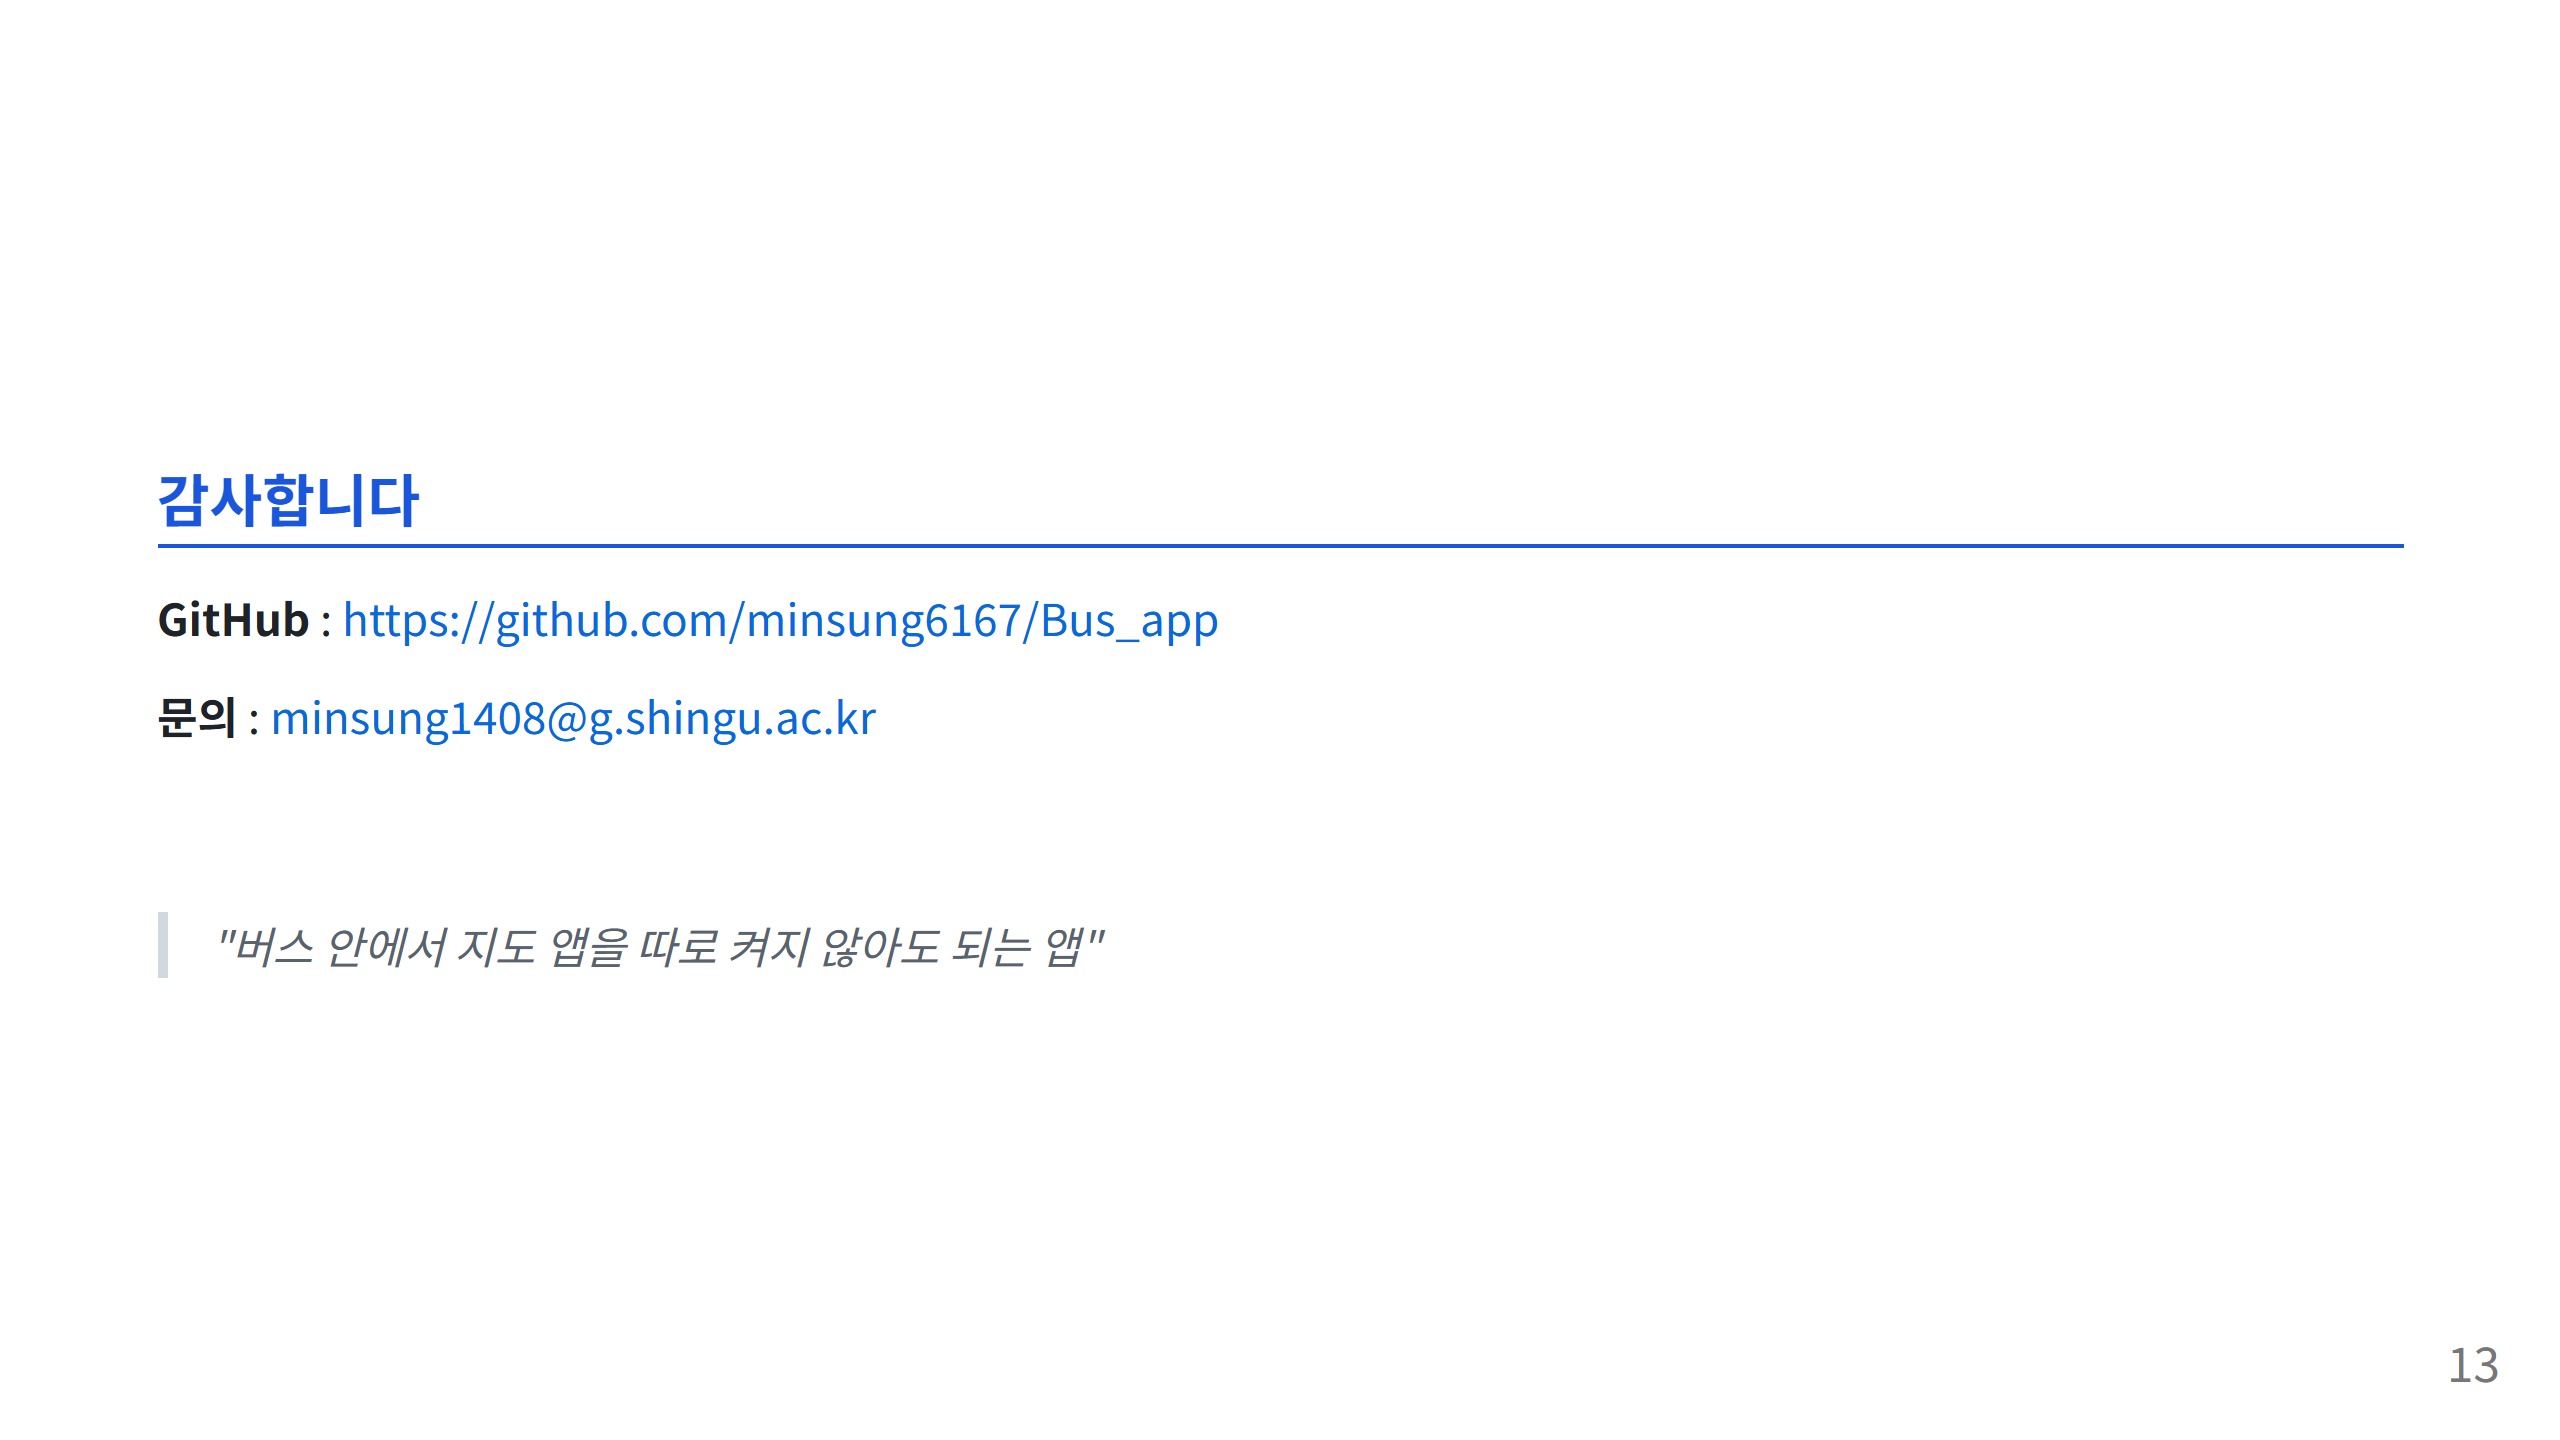 감사합니다
GitHub : https://github.com/minsung6167/Bus_app
문의 : minsung1408@g.shingu.ac.kr
"버스 안에서 지도 앱을 따로 켜지 않아도 되는 앱"
13